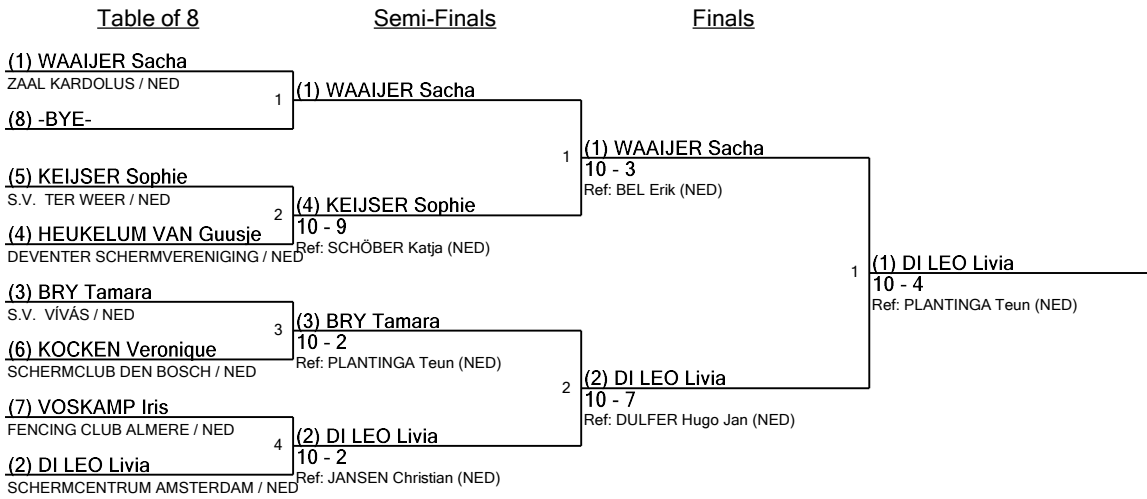 Table of 8
Semi-Finals
Finals
(1) WAAIJER Sacha
ZAAL KARDOLUS / NED
1
(8) -BYE-
(5) KEIJSER Sophie
S.V. TER WEER / NED
2
(4) HEUKELUM VAN Guusje
DEVENTER SCHERMVERENIGING / NED
(3) BRY Tamara
S.V. VÍVÁS / NED
3
(6) KOCKEN Veronique
SCHERMCLUB DEN BOSCH / NED
(7) VOSKAMP Iris
FENCING CLUB ALMERE / NED
4
(2) DI LEO Livia
SCHERMCENTRUM AMSTERDAM / NED
(1) WAAIJER Sacha
1
(4) KEIJSER Sophie
10 - 9
Ref: SCHÖBER Katja (NED)
(3) BRY Tamara
10 - 2
Ref: PLANTINGA Teun (NED)
2
(2) DI LEO Livia
10 - 2
Ref: JANSEN Christian (NED)
(1) WAAIJER Sacha
10 - 3
Ref: BEL Erik (NED)
1
(2) DI LEO Livia
10 - 7
Ref: DULFER Hugo Jan (NED)
(1) DI LEO Livia
10 - 4
Ref: PLANTINGA Teun (NED)